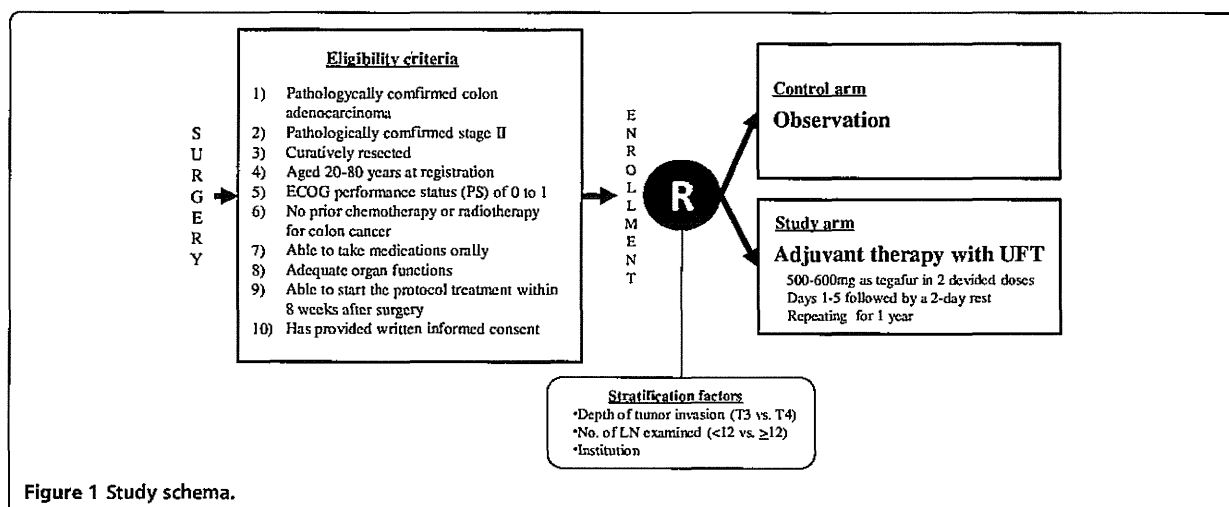 SURGERY
Eligibility criteria
1) Pathologycally comfirmed colon
adenocarcinoma
2) Pathologically comfirmed stage II
3) Curatively resected
4) Aged 20-80 years at registration
5) ECOG performance status (PS) of 0 to 1
6) No prior chemotherapy or radiotherapy
for colon cancer
7) Able to take medications orally
8) Adequate organ functions
9) Able to start the protocol treatment within
8 weeks after surgery
10) Has provided written informed consent
ENROLLMENT
R
Control arm
Observation
Study arm
Adjuvant therapy with UFT
500-600mg as tegafur in 2 devided doses
Days 1-5 followed by a 2-day rest
Repeating for 1 year
Stratification factors
•Depth of tumor invasion (T3 vs. T4)
•No. of LN examined (<12 vs. ≥12)
•Institution
Figure 1 Study schema.